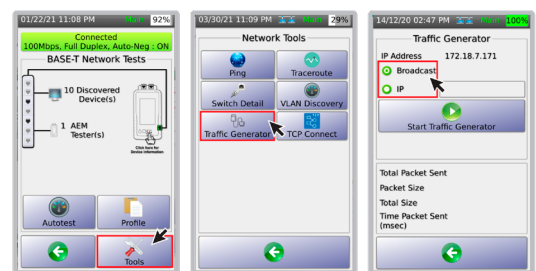 01/22/21 11:08 PM Main 92%
Connected
100Mbps, Full Duplex, Auto-Neg : ON
BASE-T Network Tests
10 Discovered
Device(s)
1 AEM
Tester(s)
Click here for
Device Information
Autotest
Profile
Tools
03/30/21 11:09 PM Main 29%
Network Tools
Ping
Traceroute
Switch Detail
VLAN Discovery
Traffic Generator
TCP Connect
14/12/20 02:47 PM Main 100%
Traffic Generator
IP Address 172.18.7.171
Broadcast
IP
Start Traffic Generator
Total Packet Sent
Packet Size
Total Size
Time Packet Sent
(msec)